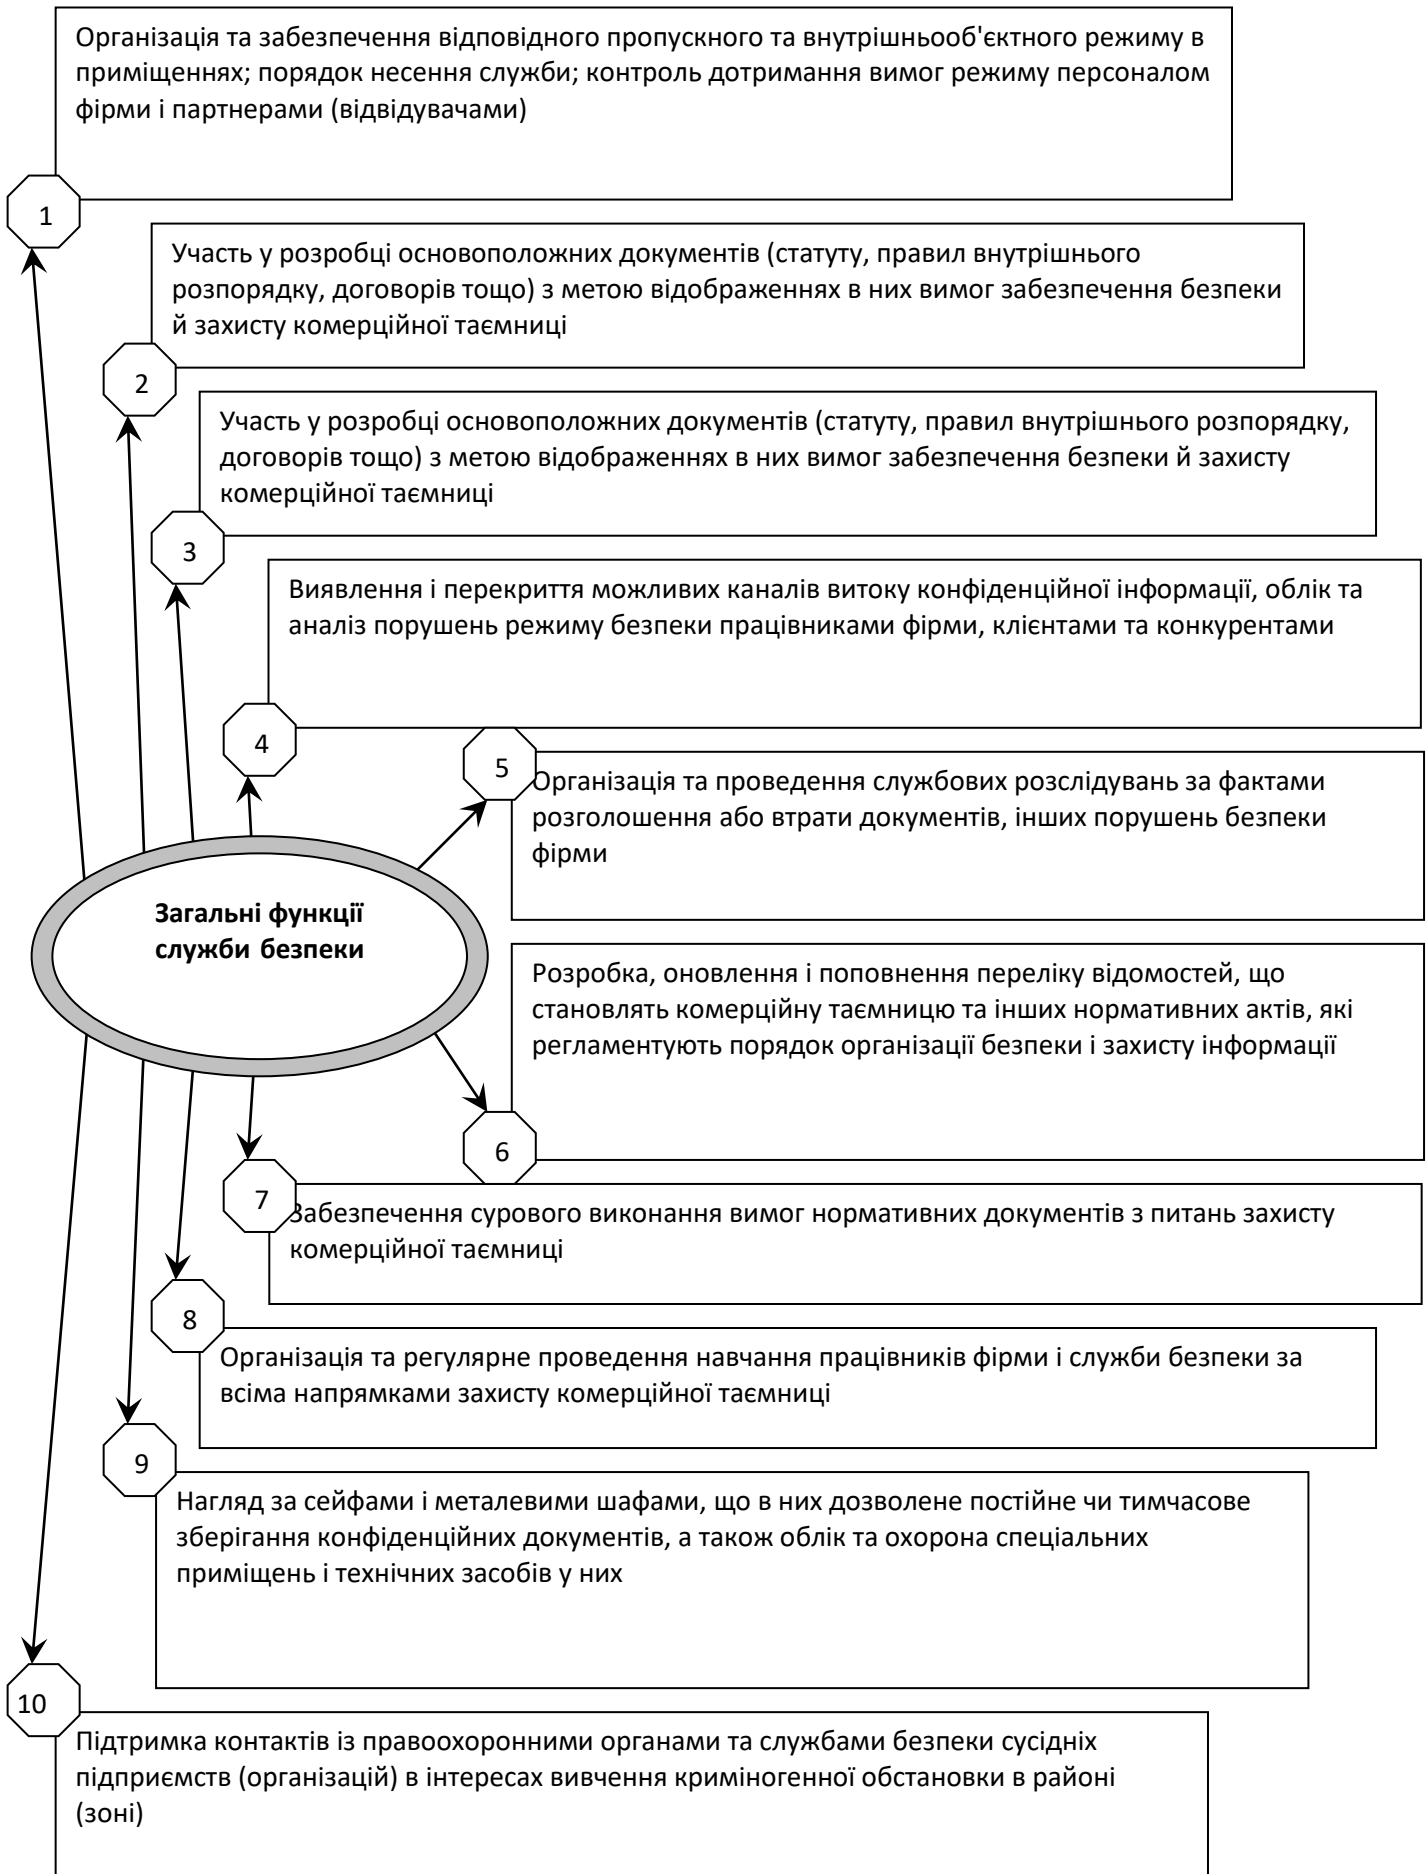 Організація та забезпечення відповідного пропускного та внутрішньооб'єктного режиму в
приміщеннях; порядок несення служби; контроль дотримання вимог режиму персоналом
фірми і партнерами (відвідувачами)
1
Участь у розробці основоположних документів (статуту, правил внутрішнього
розпорядку, договорів тощо) з метою відображеннях в них вимог забезпечення безпеки
й захисту комерційної таємниці
2
Участь у розробці основоположних документів (статуту, правил внутрішнього розпорядку,
договорів тощо) з метою відображеннях в них вимог забезпечення безпеки й захисту
комерційної таємниці
3
Виявлення і перекриття можливих каналів витоку конфіденційної інформації, облік та
аналіз порушень режиму безпеки працівниками фірми, клієнтами та конкурентами
4
5
Організація та проведення службових розслідувань за фактами
розголошення або втрати документів, інших порушень безпеки
фірми
Загальні функції
служби безпеки
Розробка, оновлення і поповнення переліку відомостей, що
становлять комерційну таємницю та інших нормативних актів, які
регламентують порядок організації безпеки і захисту інформації
6
7
Забезпечення сурового виконання вимог нормативних документів з питань захисту
комерційної таємниці
8
Організація та регулярне проведення навчання працівників фірми і служби безпеки за
всіма напрямками захисту комерційної таємниці
9
Нагляд за сейфами і металевими шафами, що в них дозволене постійне чи тимчасове
зберігання конфіденційних документів, а також облік та охорона спеціальних
приміщень і технічних засобів у них
10
Підтримка контактів із правоохоронними органами та службами безпеки сусідніх
підприємств (організацій) в інтересах вивчення криміногенної обстановки в районі
(зоні)